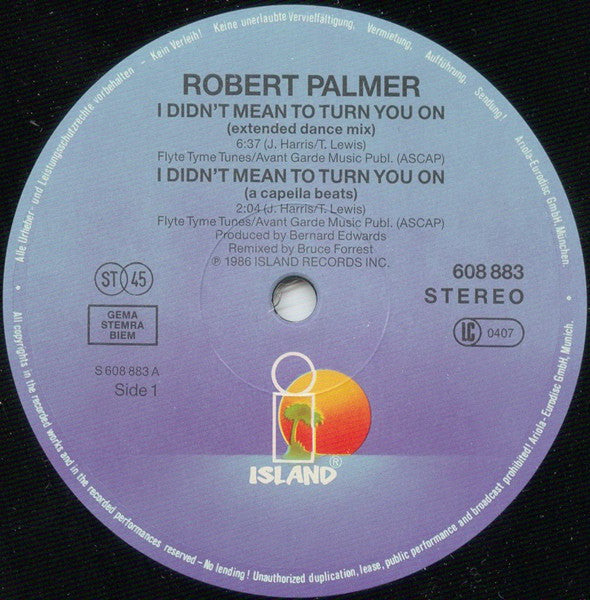 Alle Urheber- und Leistungsschutzrechte vorbehalten - Kein Verleih! - Keine unerlaubte Vervielfältigung, Vermietung, Aufführung, Sendung! Ariola-Eurodisc GmbH, München.
ROBERT PALMER
I DIDN'T MEAN TO TURN YOU ON
(extended dance mix)
6:37 (J. Harris/T. Lewis)
Flyte Tyme Tunes/Avant Garde Music Publ. (ASCAP)
I DIDN'T MEAN TO TURN YOU ON
(a capella beats)
2:04 (J. Harris/T. Lewis)
Flyte Tyme Tunes/Avant Garde Music Publ. (ASCAP)
Produced by Bernard Edwards
Remixed by Bruce Forrest
℗ 1986 ISLAND RECORDS INC.
ST 45
608 883
STEREO
GEMA
STEMRA
BIEM
LC 0407
S 608 883 A
Side 1
ISLAND®
All copyrights in the recorded works and in the recorded performances reserved - No lending! Unauthorized duplication, lease, public performance and broadcast prohibited! Ariola-Eurodisc GmbH, Munich.